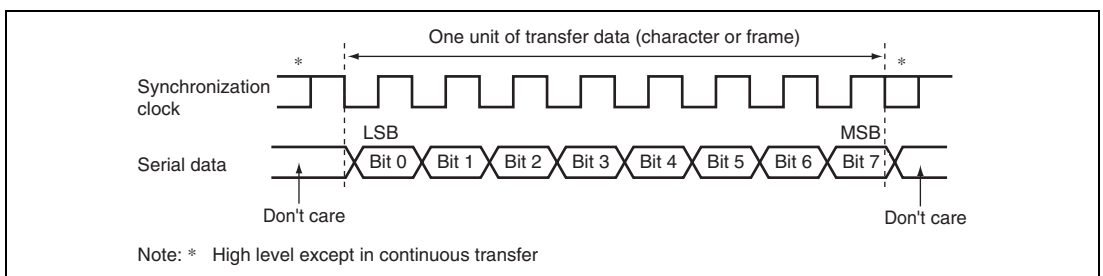 One unit of transfer data (character or frame)
*
*
Synchronization
clock
LSB
MSB
Serial data
Bit 0
Bit 1
Bit 2
Bit 3
Bit 4
Bit 5
Bit 6
Bit 7
Don't care
Don't care
Note: * High level except in continuous transfer